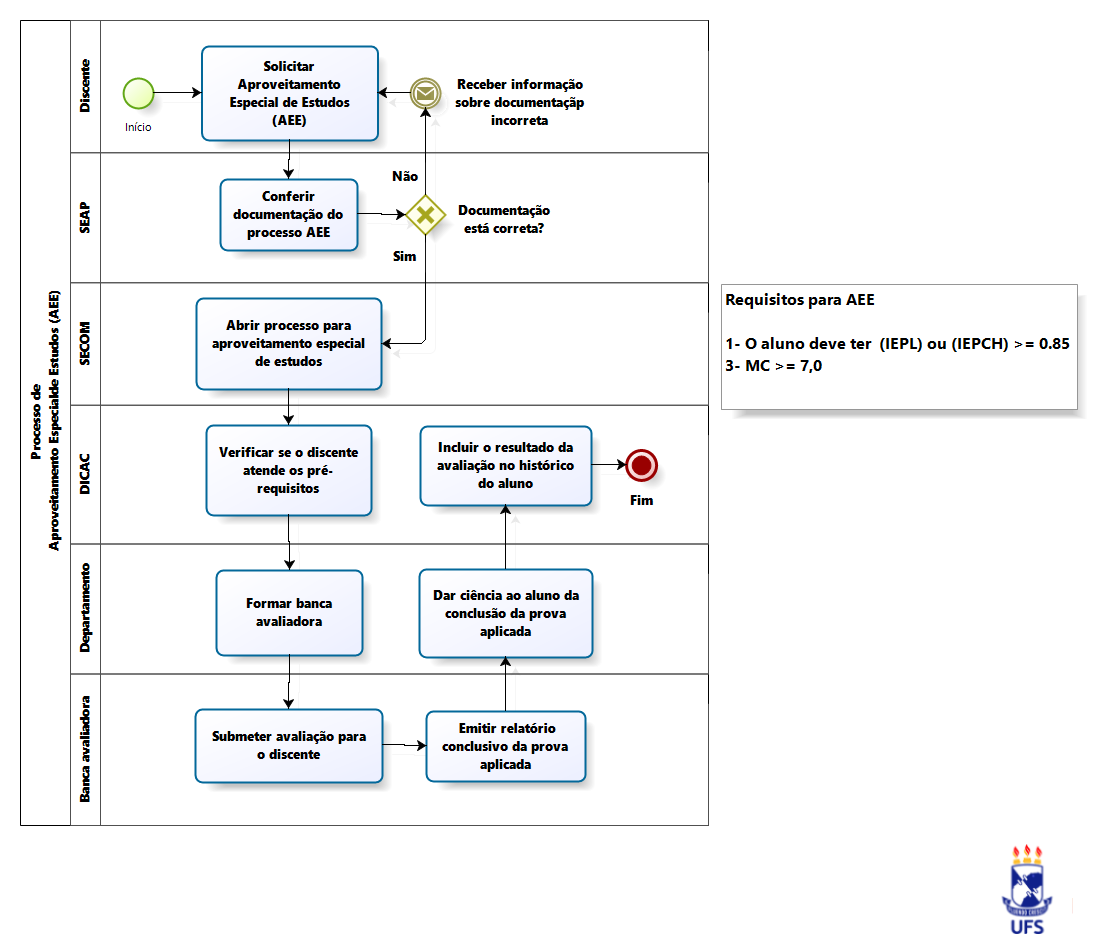 Processo de
Aproveitamento Especialde Estudos (AEE)
Discente
Início
Solicitar
Aproveitamento
Especial de Estudos
(AEE)
Receber informação
sobre documentaçãp
incorreta
SEAP
Conferir
documentação do
processo AEE
Não
Documentação
está correta?
Sim
SECOM
Abrir processo para
aproveitamento especial
de estudos
DICAC
Verificar se o discente
atende os pré-
requisitos
Incluir o resultado da
avaliação no histórico
do aluno
Fim
Departamento
Formar banca
avaliadora
Dar ciência ao aluno da
conclusão da prova
aplicada
Banca avaliadora
Submeter avaliação para
o discente
Emitir relatório
conclusivo da prova
aplicada
Requisitos para AEE
1- O aluno deve ter (IEPL) ou (IEPCH) >= 0.85
3- MC >= 7,0
UFS